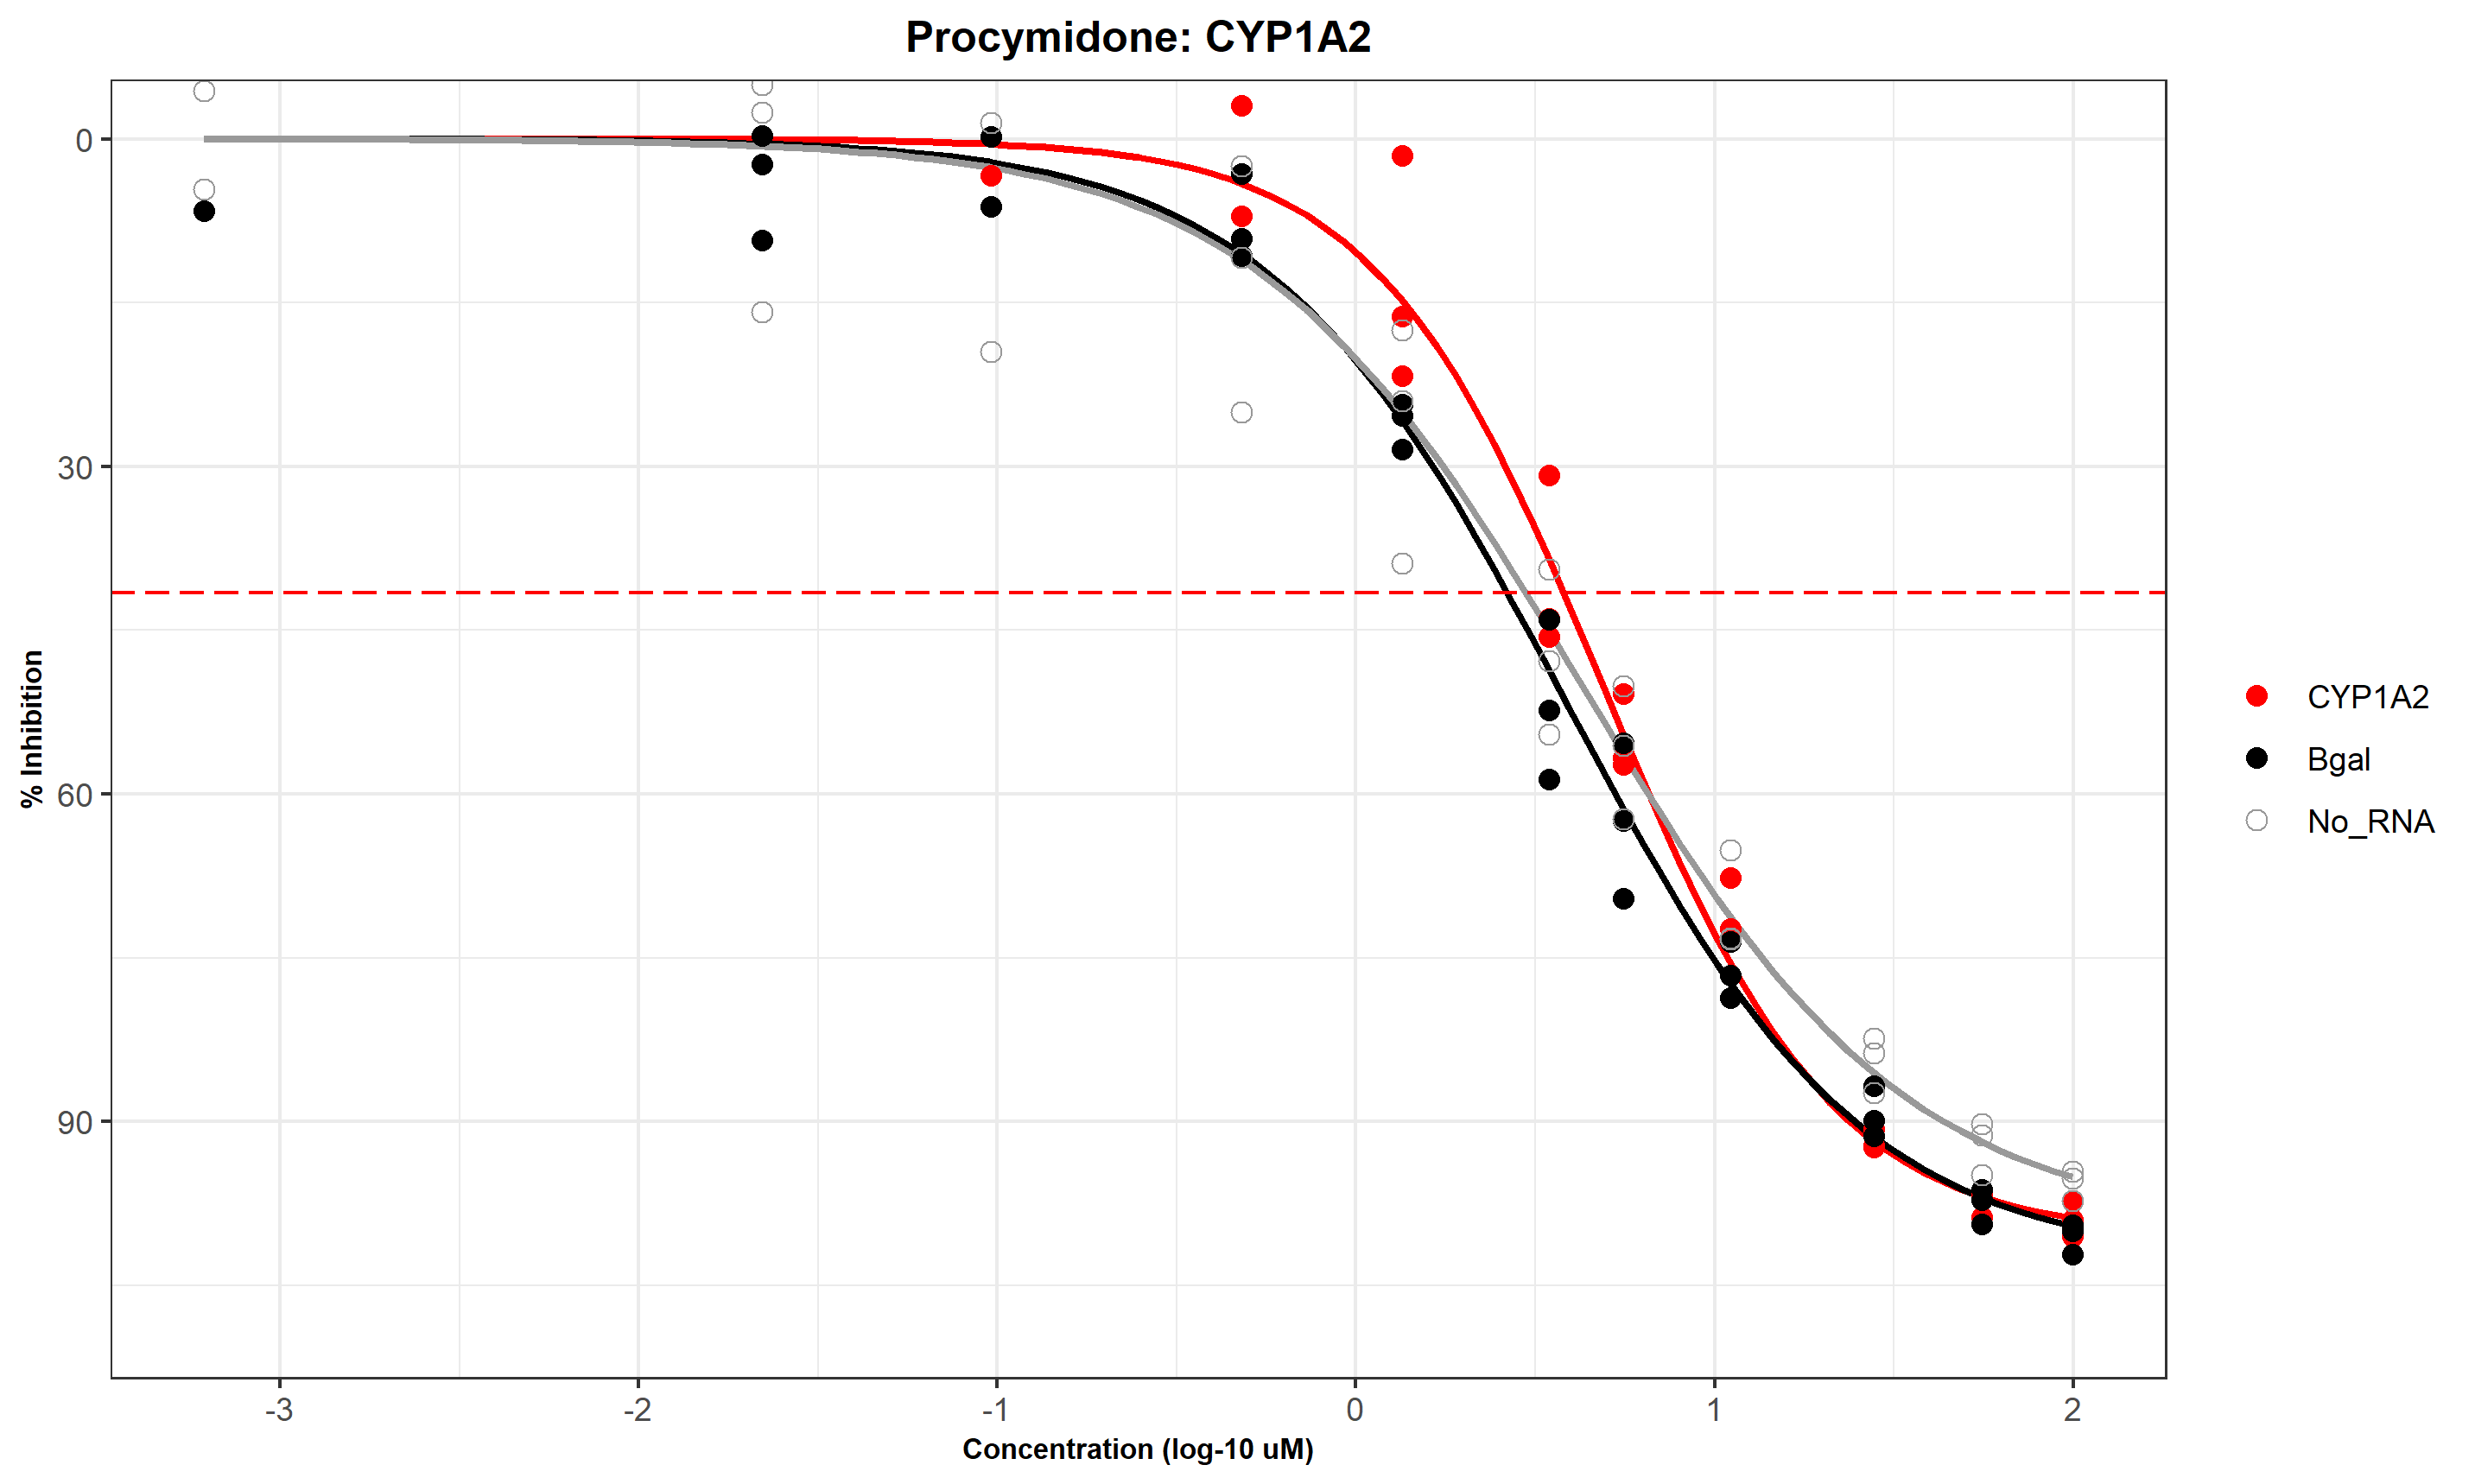 Procymidone: CYP1A2
% Inhibition
0
30
60
90
-3
-2
-1
0
1
2
Concentration (log-10 uM)
CYP1A2
Bgal
No_RNA